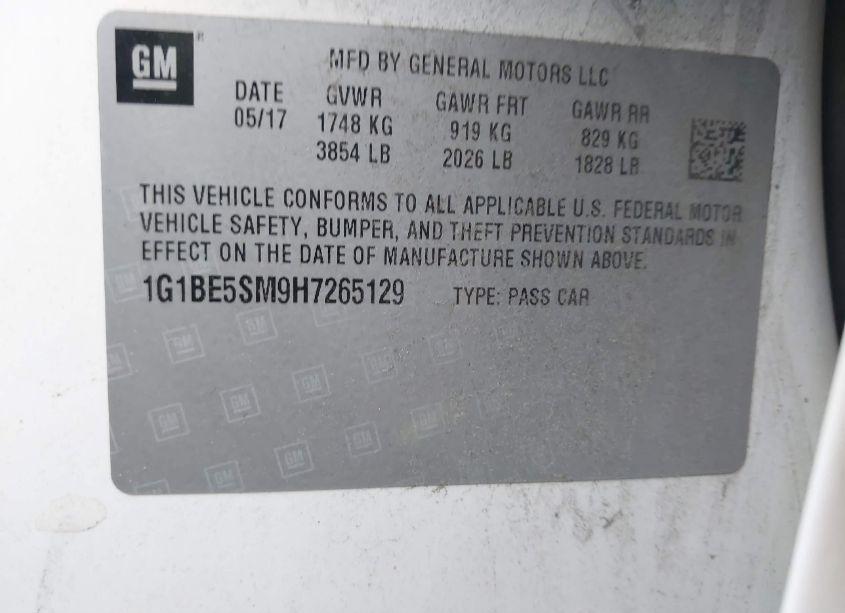 GM
MFD BY GENERAL MOTORS LLC
DATE GVWR GAWR FRT GAWR RR
05/17 1748 KG 919 KG 829 KG
3854 LB 2026 LB 1828 LB
THIS VEHICLE CONFORMS TO ALL APPLICABLE U.S. FEDERAL MOTOR
VEHICLE SAFETY, BUMPER, AND THEFT PREVENTION STANDARDS IN
EFFECT ON THE DATE OF MANUFACTURE SHOWN ABOVE.
1G1BE5SM9H7265129 TYPE: PASS CAR